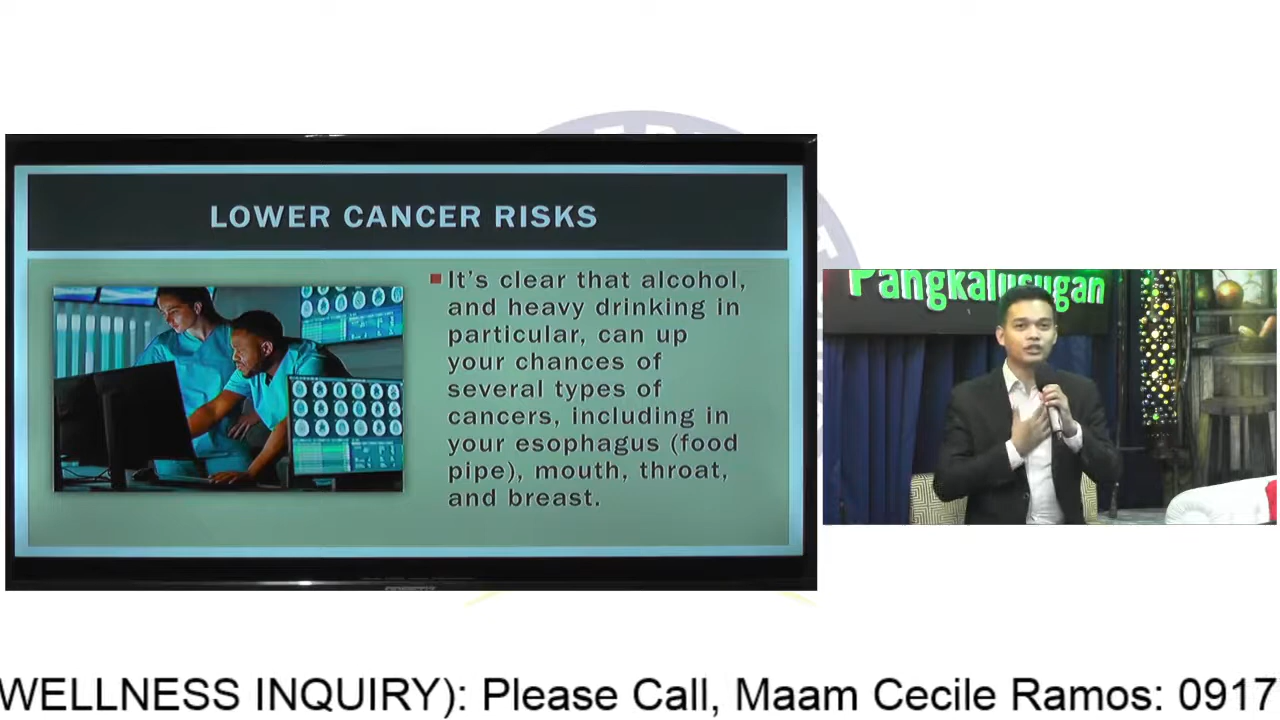 LOWER CANCER RISKS
It's clear that alcohol,
and heavy drinking in
particular, can up
your chances of
several types of
cancers, including in
your esophagus (food
pipe), mouth, throat,
and breast.
Pangkalusugan
WELLNESS INQUIRY): Please Call, Maam Cecile Ramos: 0917